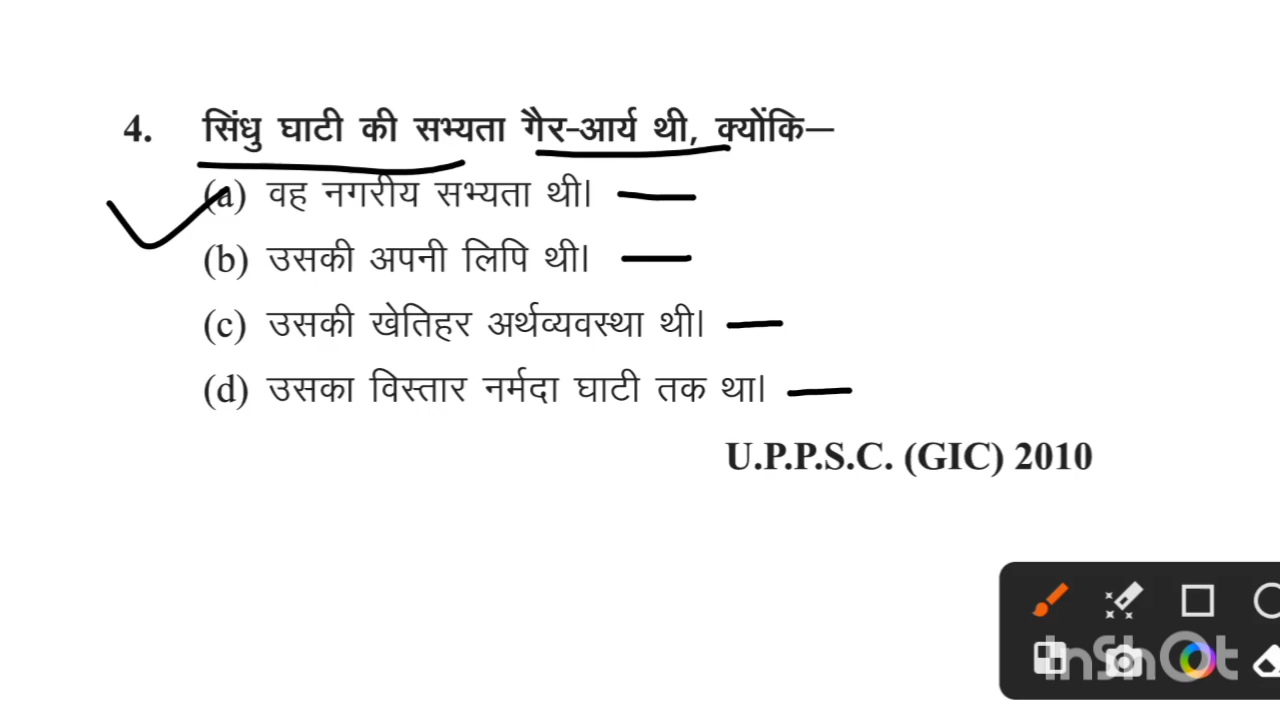 4. सिंधु घाटी की सभ्यता गैर-आर्य थी, क्योंकि—
(a) वह नगरीय सभ्यता थी।
(b) उसकी अपनी लिपि थी।
(c) उसकी खेतिहर अर्थव्यवस्था थी।
(d) उसका विस्तार नर्मदा घाटी तक था।
U.P.P.S.C. (GIC) 2010
InShOt